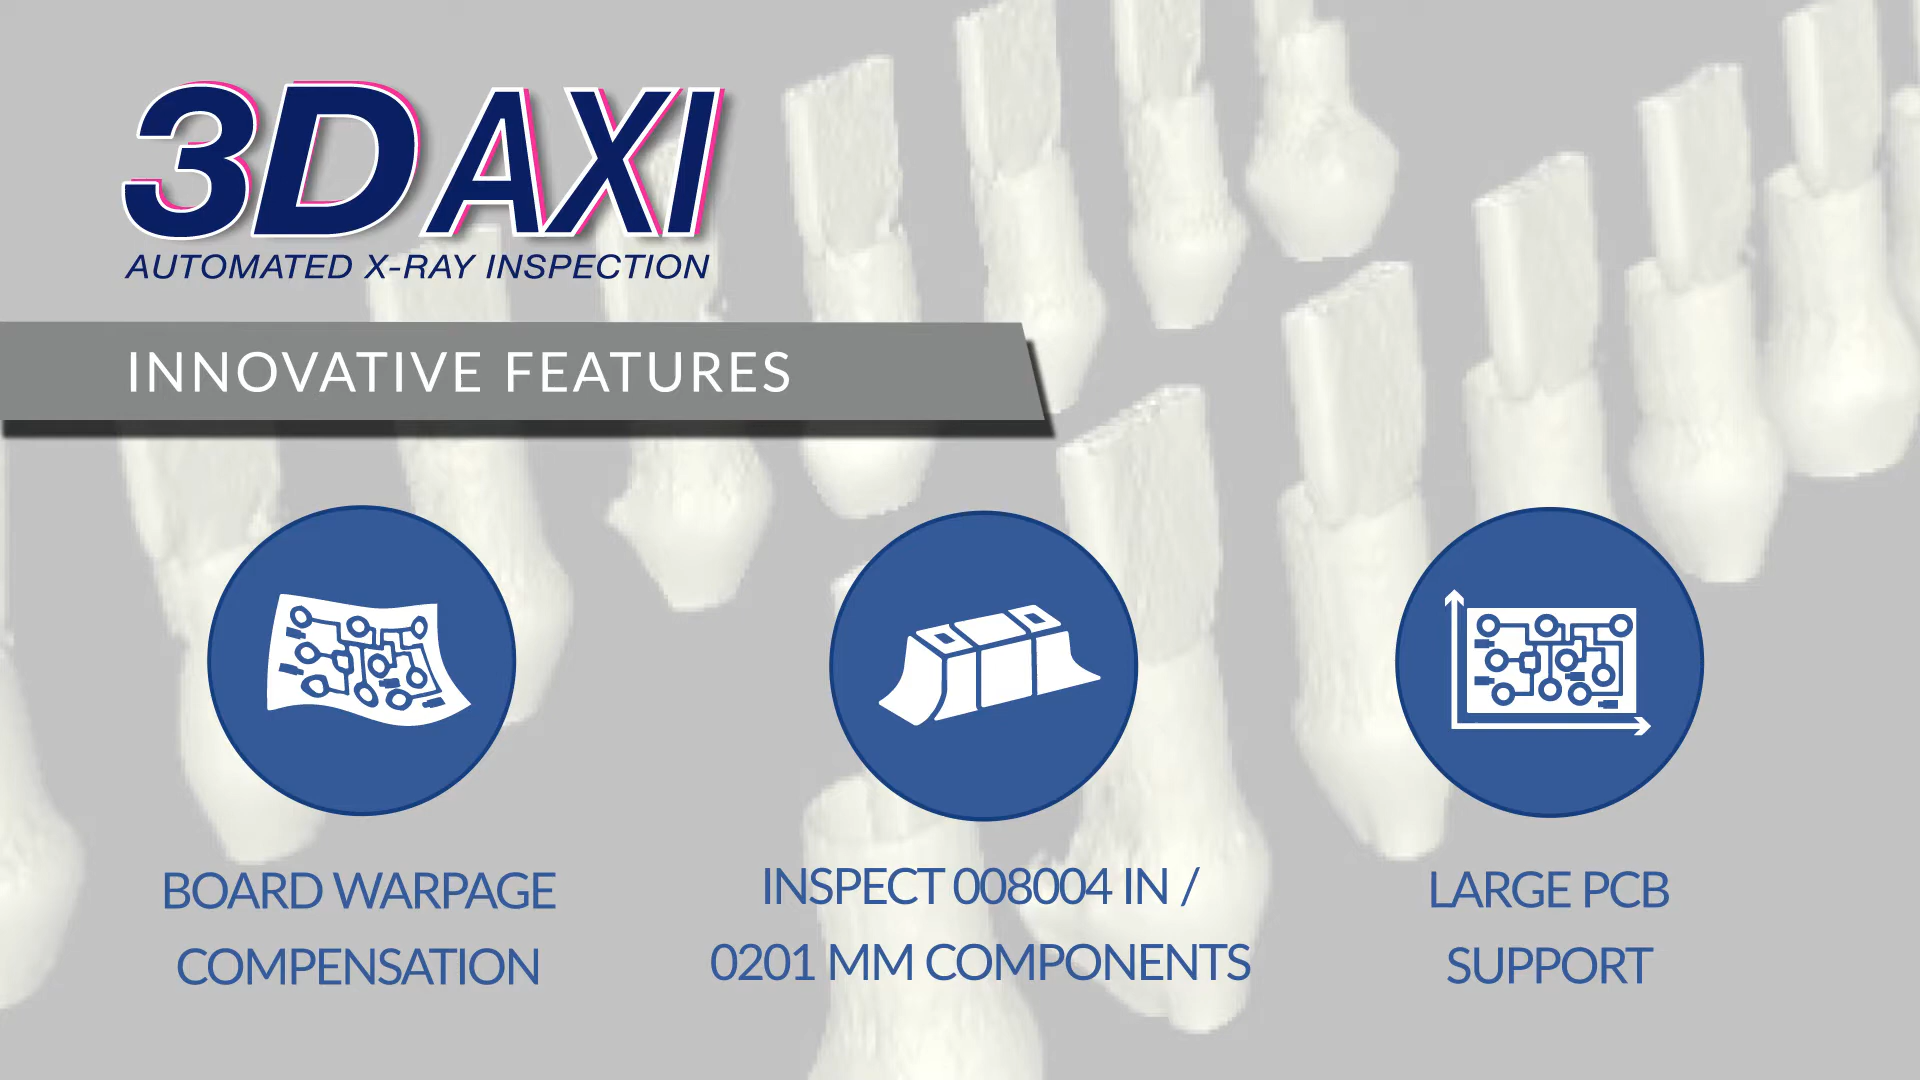 3D AXI
AUTOMATED X-RAY INSPECTION
INNOVATIVE FEATURES
BOARD WARPAGE
COMPENSATION
INSPECT 008004 IN /
0201 MM COMPONENTS
LARGE PCB
SUPPORT